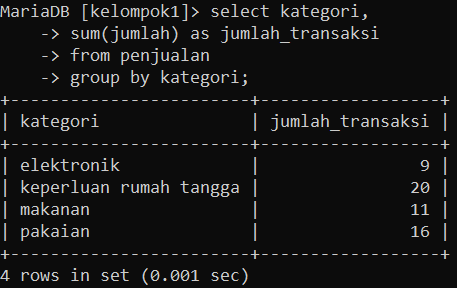 MariaDB [kelompok1]> select kategori,
    -> sum(jumlah) as jumlah_transaksi
    -> from penjualan
    -> group by kategori;
+------------------------+------------------+
| kategori               | jumlah_transaksi |
+------------------------+------------------+
| elektronik             |                9 |
| keperluan rumah tangga |               20 |
| makanan                |               11 |
| pakaian                |               16 |
+------------------------+------------------+
4 rows in set (0.001 sec)